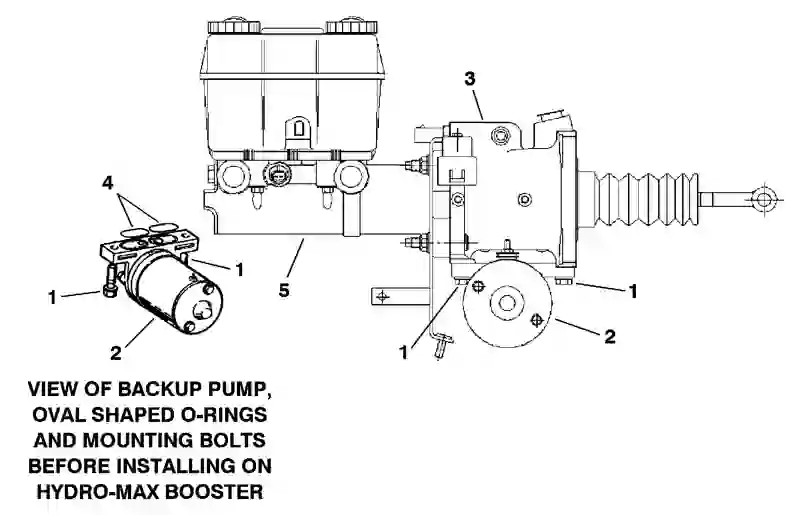 3
4
1
1
5
1
2
2
1
VIEW OF BACKUP PUMP,
OVAL SHAPED O-RINGS
AND MOUNTING BOLTS
BEFORE INSTALLING ON
HYDRO-MAX BOOSTER